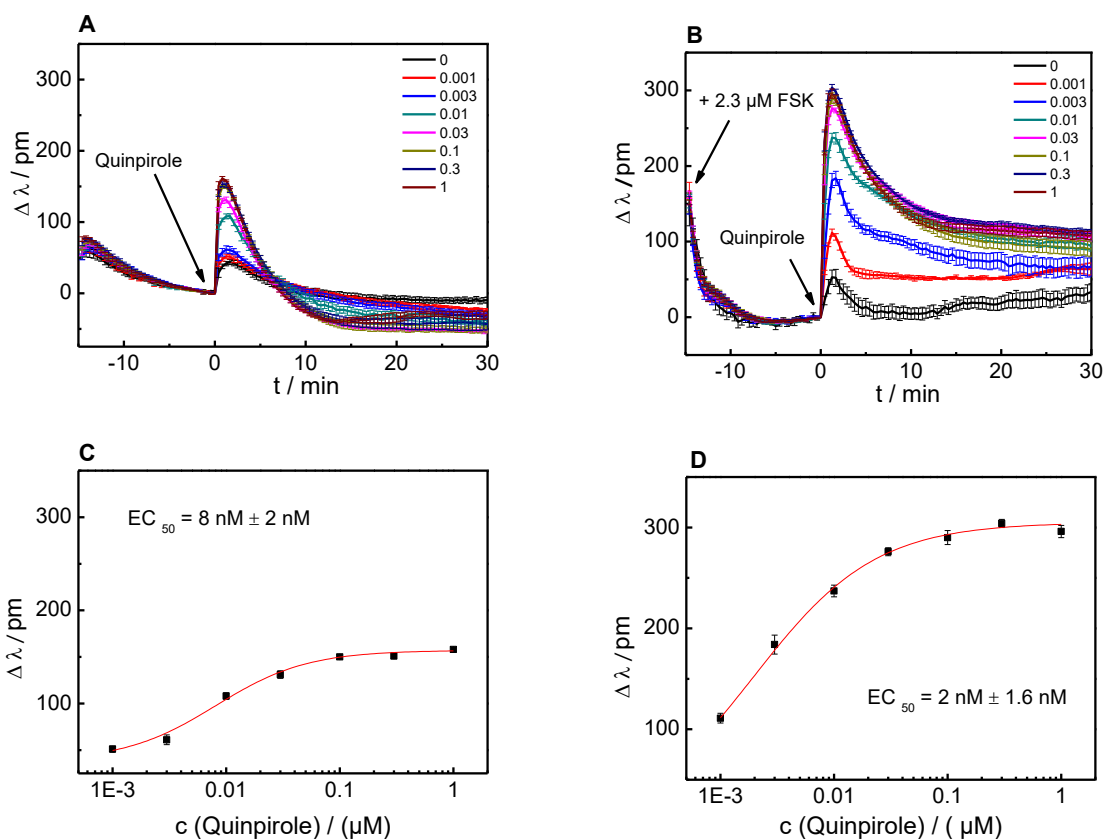 A
300
200
100
0
Δ λ / pm
Quinpirole
0
0.001
0.003
0.01
0.03
0.1
0.3
1
-10
0
10
20
30
t / min
B
300
200
100
0
Δ λ /pm
+ 2.3 µM FSK
Quinpirole
0
0.001
0.003
0.01
0.03
0.1
0.3
1
-10
0
10
20
30
t / min
C
300
200
100
Δ λ / pm
EC 50 = 8 nM ± 2 nM
1E-3
0.01
0.1
1
c (Quinpirole) / (µM)
D
300
200
100
Δ λ / pm
EC 50 = 2 nM ± 1.6 nM
1E-3
0.01
0.1
1
c (Quinpirole) / ( µM)